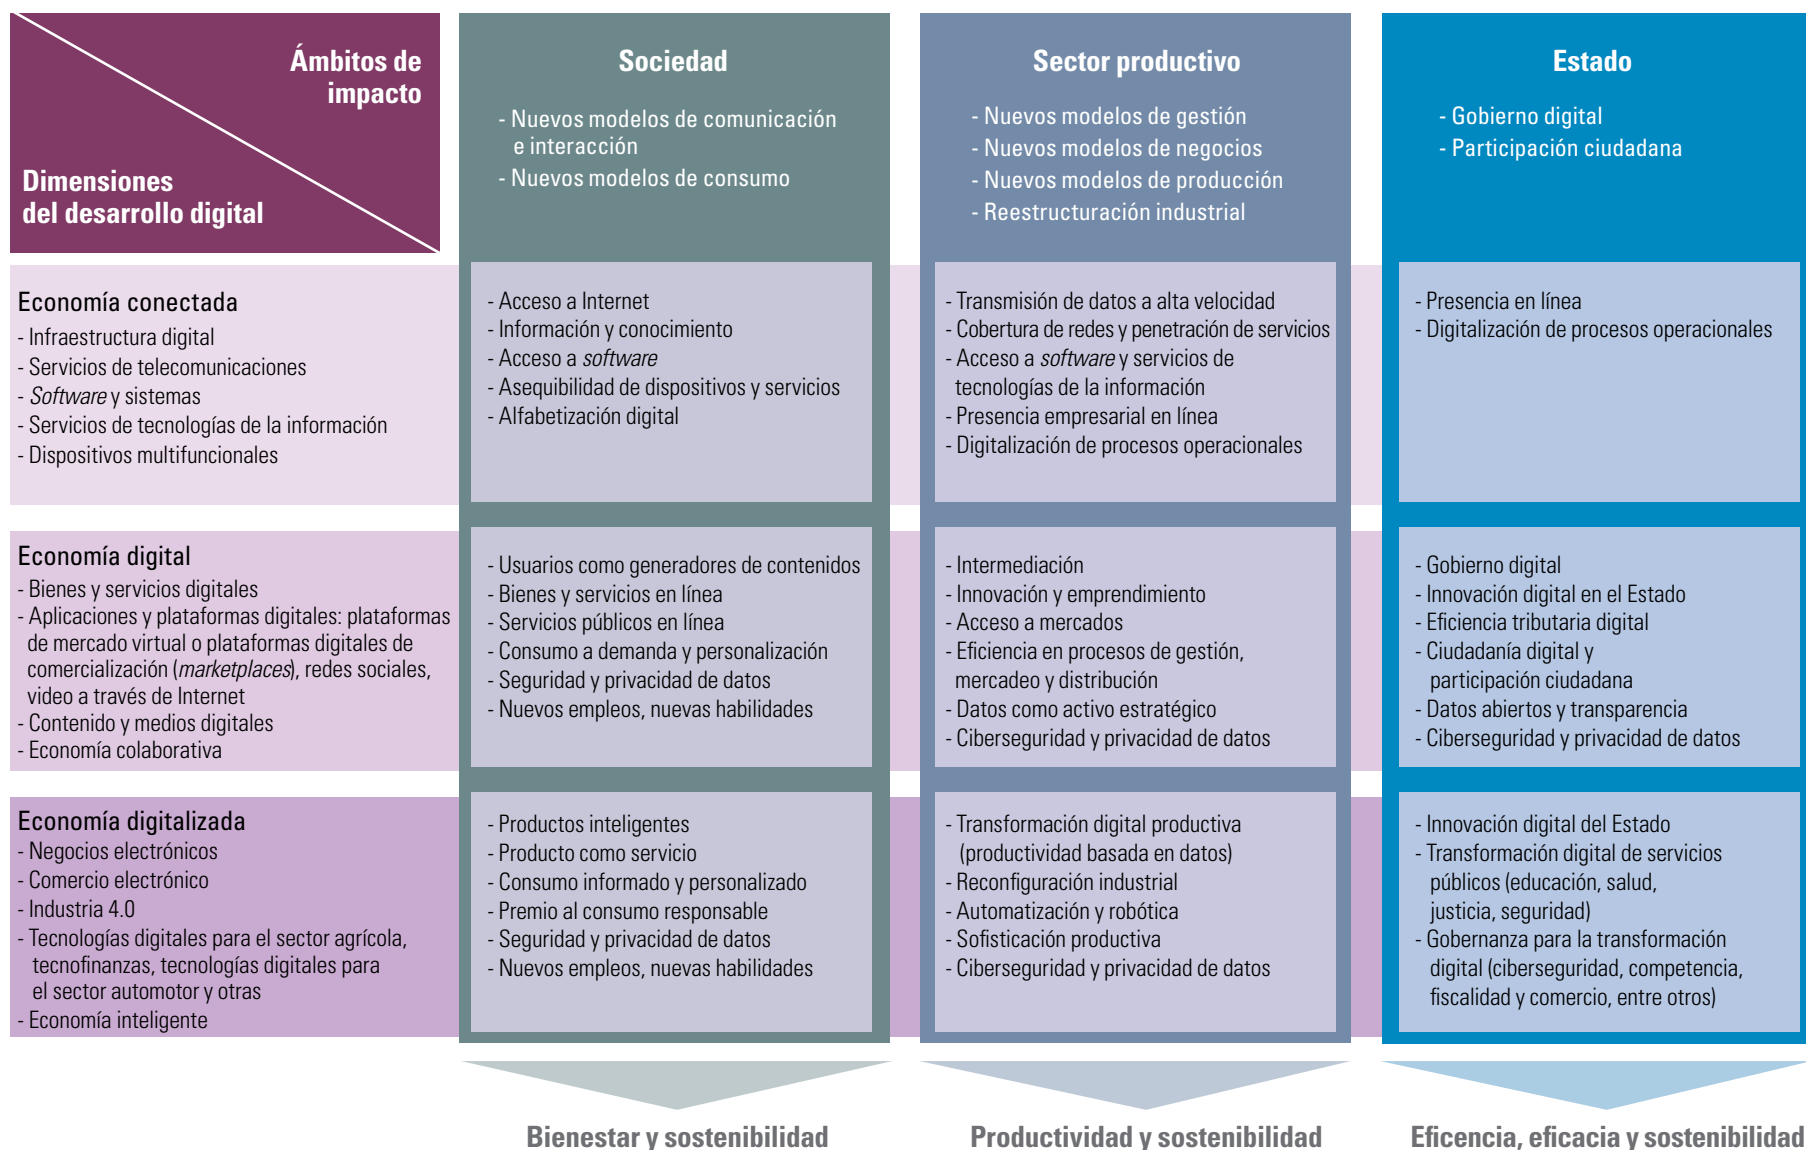 Ámbitos de
impacto
Dimensiones
del desarrollo digital
Sociedad
- Nuevos modelos de comunicación
e interacción
- Nuevos modelos de consumo
Sector productivo
- Nuevos modelos de gestión
- Nuevos modelos de negocios
- Nuevos modelos de producción
- Reestructuración industrial
Estado
- Gobierno digital
- Participación ciudadana
Economía conectada
- Infraestructura digital
- Servicios de telecomunicaciones
- Software y sistemas
- Servicios de tecnologías de la información
- Dispositivos multifuncionales
- Acceso a Internet
- Información y conocimiento
- Acceso a software
- Asequibilidad de dispositivos y servicios
- Alfabetización digital
- Transmisión de datos a alta velocidad
- Cobertura de redes y penetración de servicios
- Acceso a software y servicios de
tecnologías de la información
- Presencia empresarial en línea
- Digitalización de procesos operacionales
- Presencia en línea
- Digitalización de procesos operacionales
Economía digital
- Bienes y servicios digitales
- Aplicaciones y plataformas digitales: plataformas
de mercado virtual o plataformas digitales de
comercialización (marketplaces), redes sociales,
video a través de Internet
- Contenido y medios digitales
- Economía colaborativa
- Usuarios como generadores de contenidos
- Bienes y servicios en línea
- Servicios públicos en línea
- Consumo a demanda y personalización
- Seguridad y privacidad de datos
- Nuevos empleos, nuevas habilidades
- Intermediación
- Innovación y emprendimiento
- Acceso a mercados
- Eficiencia en procesos de gestión,
mercadeo y distribución
- Datos como activo estratégico
- Ciberseguridad y privacidad de datos
- Gobierno digital
- Innovación digital en el Estado
- Eficiencia tributaria digital
- Ciudadanía digital y
participación ciudadana
- Datos abiertos y transparencia
- Ciberseguridad y privacidad de datos
Economía digitalizada
- Negocios electrónicos
- Comercio electrónico
- Industria 4.0
- Tecnologías digitales para el sector agrícola,
tecnofinanzas, tecnologías digitales para
el sector automotor y otras
- Economía inteligente
- Productos inteligentes
- Producto como servicio
- Consumo informado y personalizado
- Premio al consumo responsable
- Seguridad y privacidad de datos
- Nuevos empleos, nuevas habilidades
- Transformación digital productiva
(productividad basada en datos)
- Reconfiguración industrial
- Automatización y robótica
- Sofisticación productiva
- Ciberseguridad y privacidad de datos
- Innovación digital del Estado
- Transformación digital de servicios
públicos (educación, salud,
justicia, seguridad)
- Gobernanza para la transformación
digital (ciberseguridad, competencia,
fiscalidad y comercio, entre otros)
Bienestar y sostenibilidad
Productividad y sostenibilidad
Eficencia, eficacia y sostenibilidad